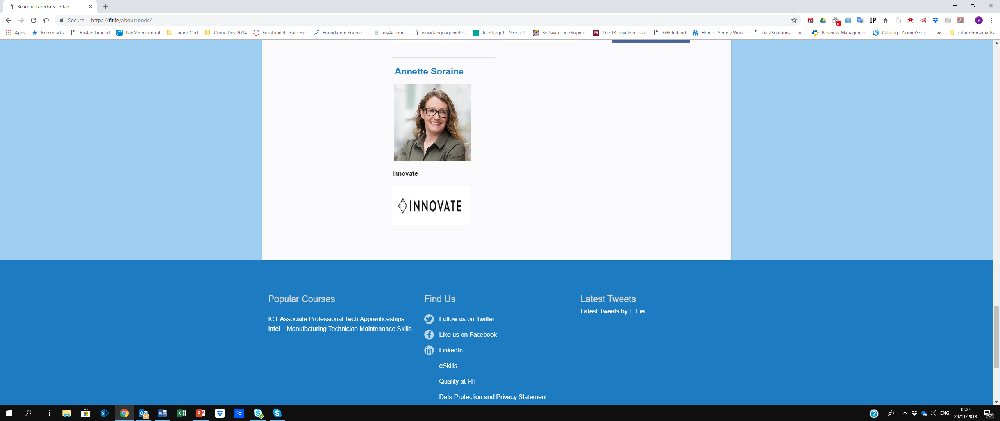 Board of Directors - Fit.ie
Secure https://fit.ie/about/bods/
IP
Apps Bookmarks Ruslan Limited LogMeIn Central Junior Cert Curric Dev 2014 Eurotunnel - Fare Fin Foundation Source - myAccount www.languagemetro TechTarget - Global Software Developme IW The 13 developer ski EGF Ireland Home | Simply Work DataSolutions - The Business Manageme Catalog - CommScop » Other bookmarks
Annette Soraine
Innovate
INNOVATE
Popular Courses
ICT Associate Professional Tech Apprenticeships
Intel – Manufacturing Technician Maintenance Skills
Find Us
Follow us on Twitter
Like us on Facebook
LinkedIn
eSkills
Quality at FIT
Data Protection and Privacy Statement
Latest Tweets
Latest Tweets by FIT.ie
ENG
12:24
29/11/2018
52